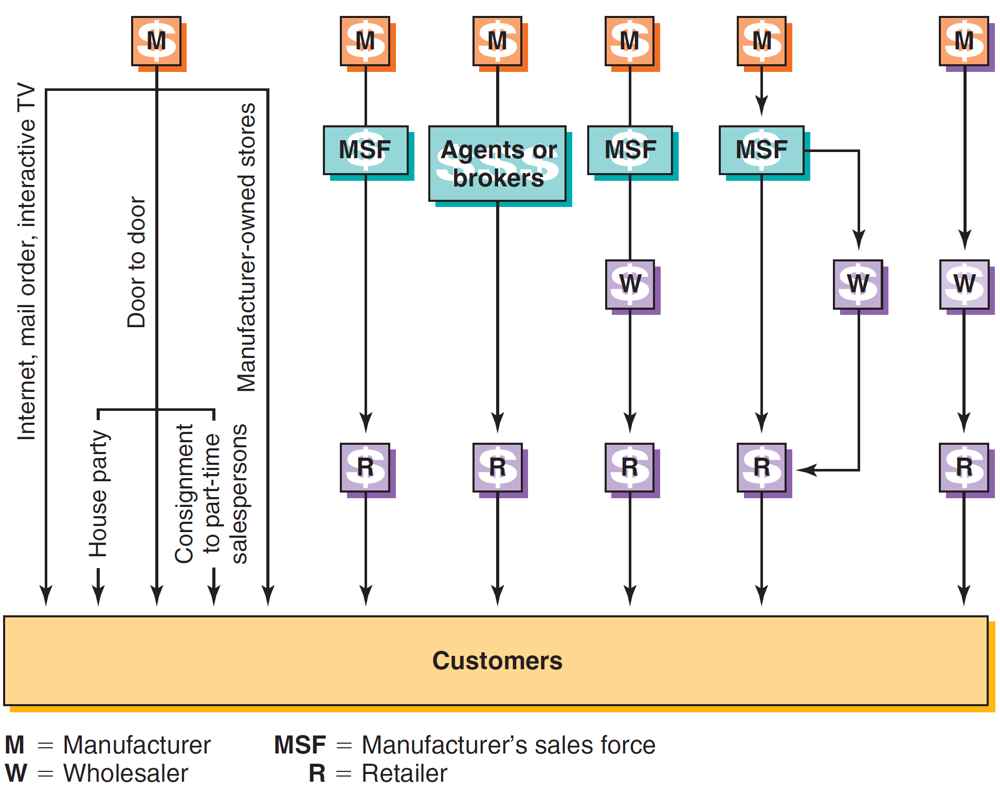 $ M
$ M
$ M
$ M
$ M
$ M
Internet, mail order, interactive TV
Door to door
Manufacturer-owned stores
House party
Consignment
to part-time
salespersons
$ MSF
$$$ Agents or
brokers
$ MSF
$ MSF
$ W
$ W
$ W
$ R
$ R
$ R
$ R
$ R
Customers
M = Manufacturer
MSF = Manufacturer’s sales force
W = Wholesaler
R = Retailer